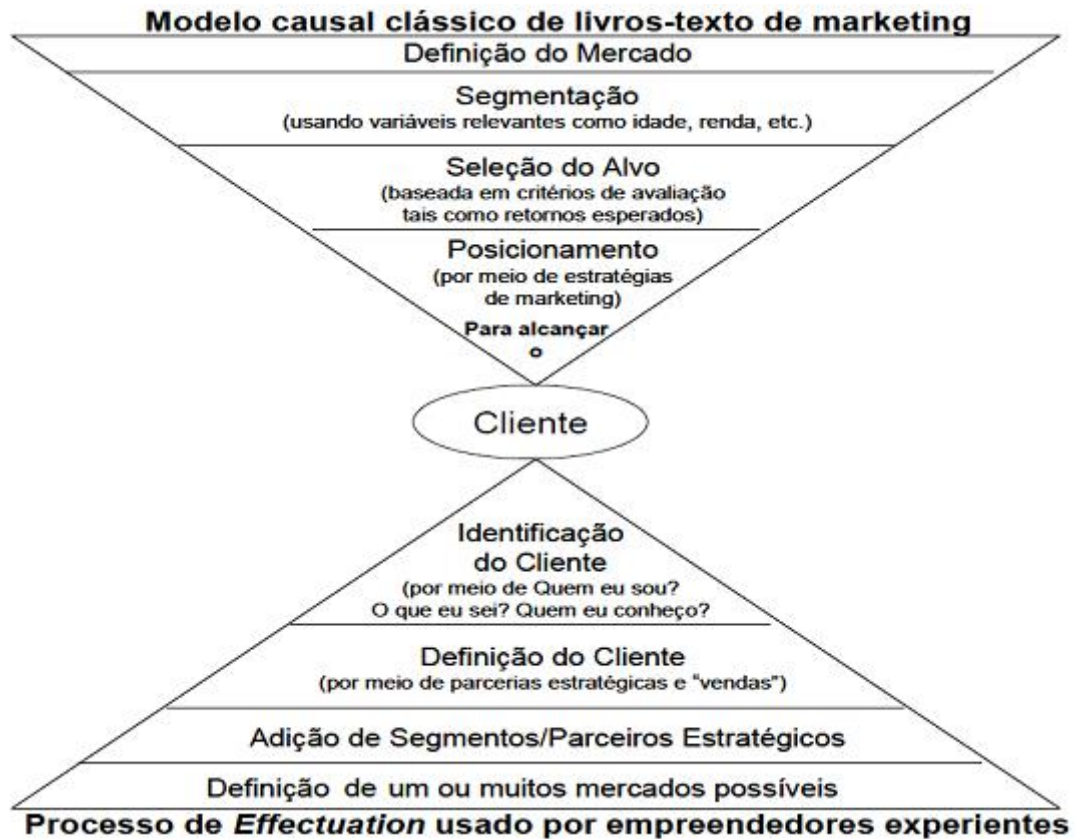 Modelo causal clássico de livros-texto de marketing
Definição do Mercado
Segmentação
(usando variáveis relevantes como idade, renda, etc.)
Seleção do Alvo
(baseada em critérios de avaliação
tais como retornos esperados)
Posicionamento
(por meio de estratégias
de marketing)
Para alcançar
o
Cliente
Identificação
do Cliente
(por meio de Quem eu sou?
O que eu sei? Quem eu conheço?
Definição do Cliente
(por meio de parcerias estratégicas e “vendas”)
Adição de Segmentos/Parceiros Estratégicos
Definição de um ou muitos mercados possíveis
Processo de Effectuation usado por empreendedores experientes